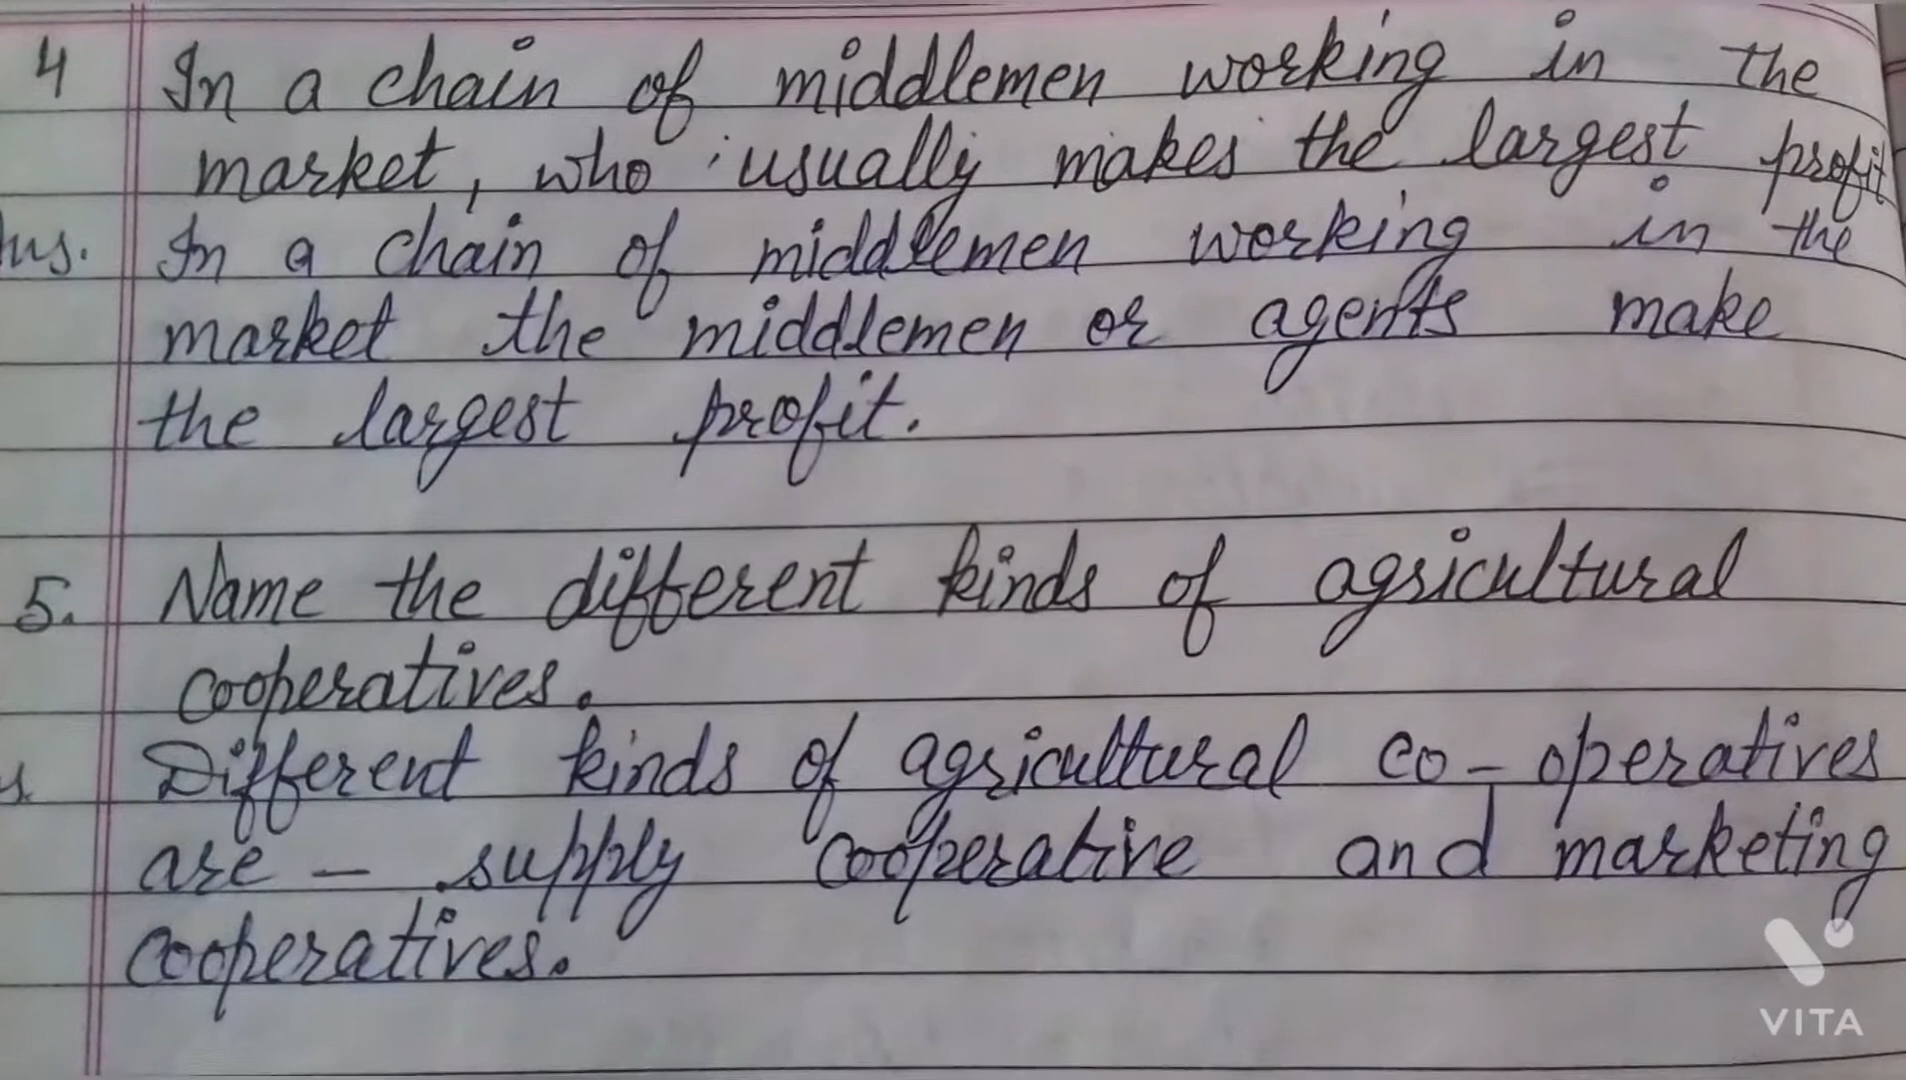 4 In a chain of middlemen working in the
market, who usually makes the largest profit
ns. In a chain of middlemen working in the
market the middlemen or agents make
the largest profit.
5. Name the different kinds of agricultural
cooperatives.
s. Different kinds of agricultural co-operatives
are - supply cooperative and marketing
cooperatives.
VITA